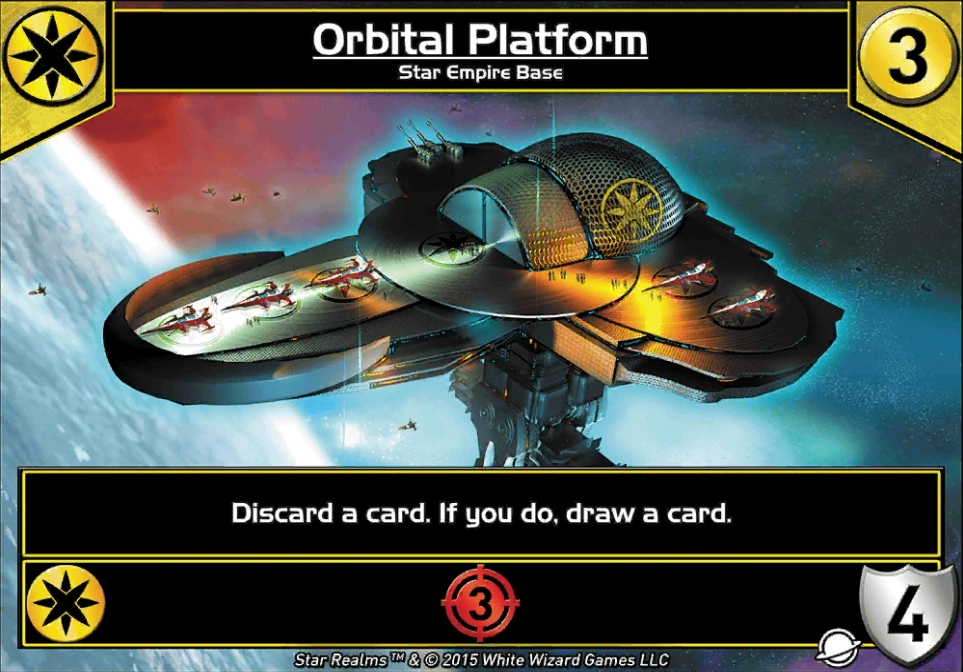 Orbital Platform
3
Star Empire Base
Discard a card. If you do, draw a card.
3
4
Star Realms™ & © 2015 White Wizard Games LLC